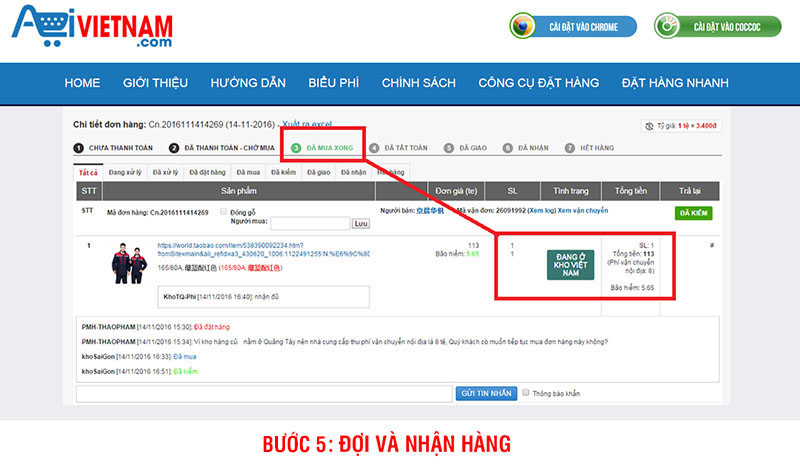 AliVIETNAM
.com
CÀI ĐẶT VÀO CHROME
CÀI ĐẶT VÀO COCCOC
HOME GIỚI THIỆU HƯỚNG DẪN BIỂU PHÍ CHÍNH SÁCH CÔNG CỤ ĐẶT HÀNG ĐẶT HÀNG NHANH
Chi tiết đơn hàng: Cn.2016111414269 (14-11-2016) - Xuất ra excel
Tỷ giá: 1 tệ = 3.400đ
1 CHƯA THANH TOÁN 2 ĐÃ THANH TOÁN - CHỜ MUA 3 ĐÃ MUA XONG 4 ĐÃ TẤT TOÁN 5 ĐÃ GIAO 6 ĐÃ NHẬN 7 HẾT HÀNG
Tất cả Đang xử lý Đã xử lý Đã đặt hàng Đã mua Đã kiểm Đã giao Đã nhận Hết hàng
STT Sản phẩm Đơn giá (te) SL Tình trạng Tổng tiền Trả lại
STT Mã đơn hàng: Cn.2016111414269 Đóng gỗ Người bán: Mã vận đơn: 26091992 (Xem log) Xem vận chuyển ĐÃ KIỂM
Người mua: Lưu
1 https://world.taobao.com/item/538390092234.htm?
fromSite=main&ali_refid=a3_430620_1006:1122491255:N:%E6%9C%8D
165/80A, 藏蓝配红色 (165/80A, 藏蓝配红色)
113
Bảo hiểm: 5.65
1
1
ĐANG Ở
KHO VIỆT
NAM
SL: 1
Tổng tiền: 113
(Phí vận chuyển
nội địa: 8)
Bảo hiểm: 5.65
#
KhoTQ-Phi [14/11/2016 16:40]: nhận đủ
PMH-THAOPHAM [14/11/2016 15:30]: Đã đặt hàng
PMH-THAOPHAM [14/11/2016 15:34]: Vì kho hàng củ nằm ở Quảng Tây nên nhà cung cấp thu phí vận chuyển nội địa là 8 tệ, Quý khách có muốn tiếp tục mua đơn hàng này không?
khoSaiGon [14/11/2016 16:33]: Đã mua
khoSaiGon [14/11/2016 16:51]: Đã kiểm
GỬI TIN NHẮN Thông báo khẩn
BƯỚC 5: ĐỢI VÀ NHẬN HÀNG